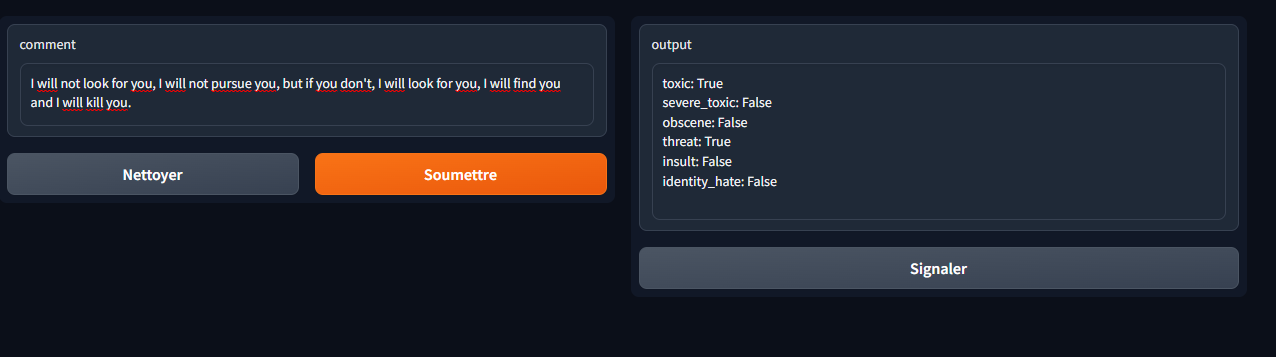 comment
I will not look for you, I will not pursue you, but if you don't, I will look for you, I will find you
and I will kill you.
Nettoyer
Soumettre
output
toxic: True
severe_toxic: False
obscene: False
threat: True
insult: False
identity_hate: False
Signaler